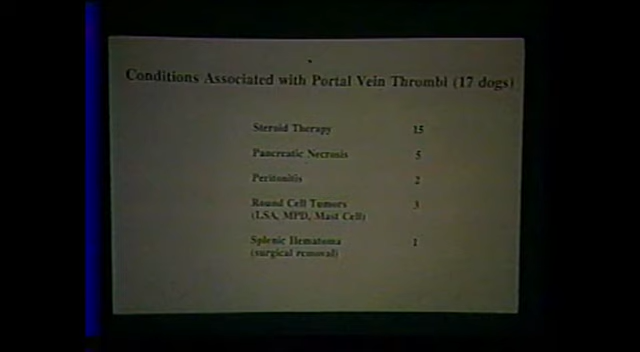 Conditions Associated with Portal Vein Thrombi (17 dogs)
Steroid Therapy 15
Pancreatic Necrosis 5
Peritonitis 2
Round Cell Tumors 3
(LSA, MPD, Mast Cell)
Splenic Hematoma 1
(surgical removal)